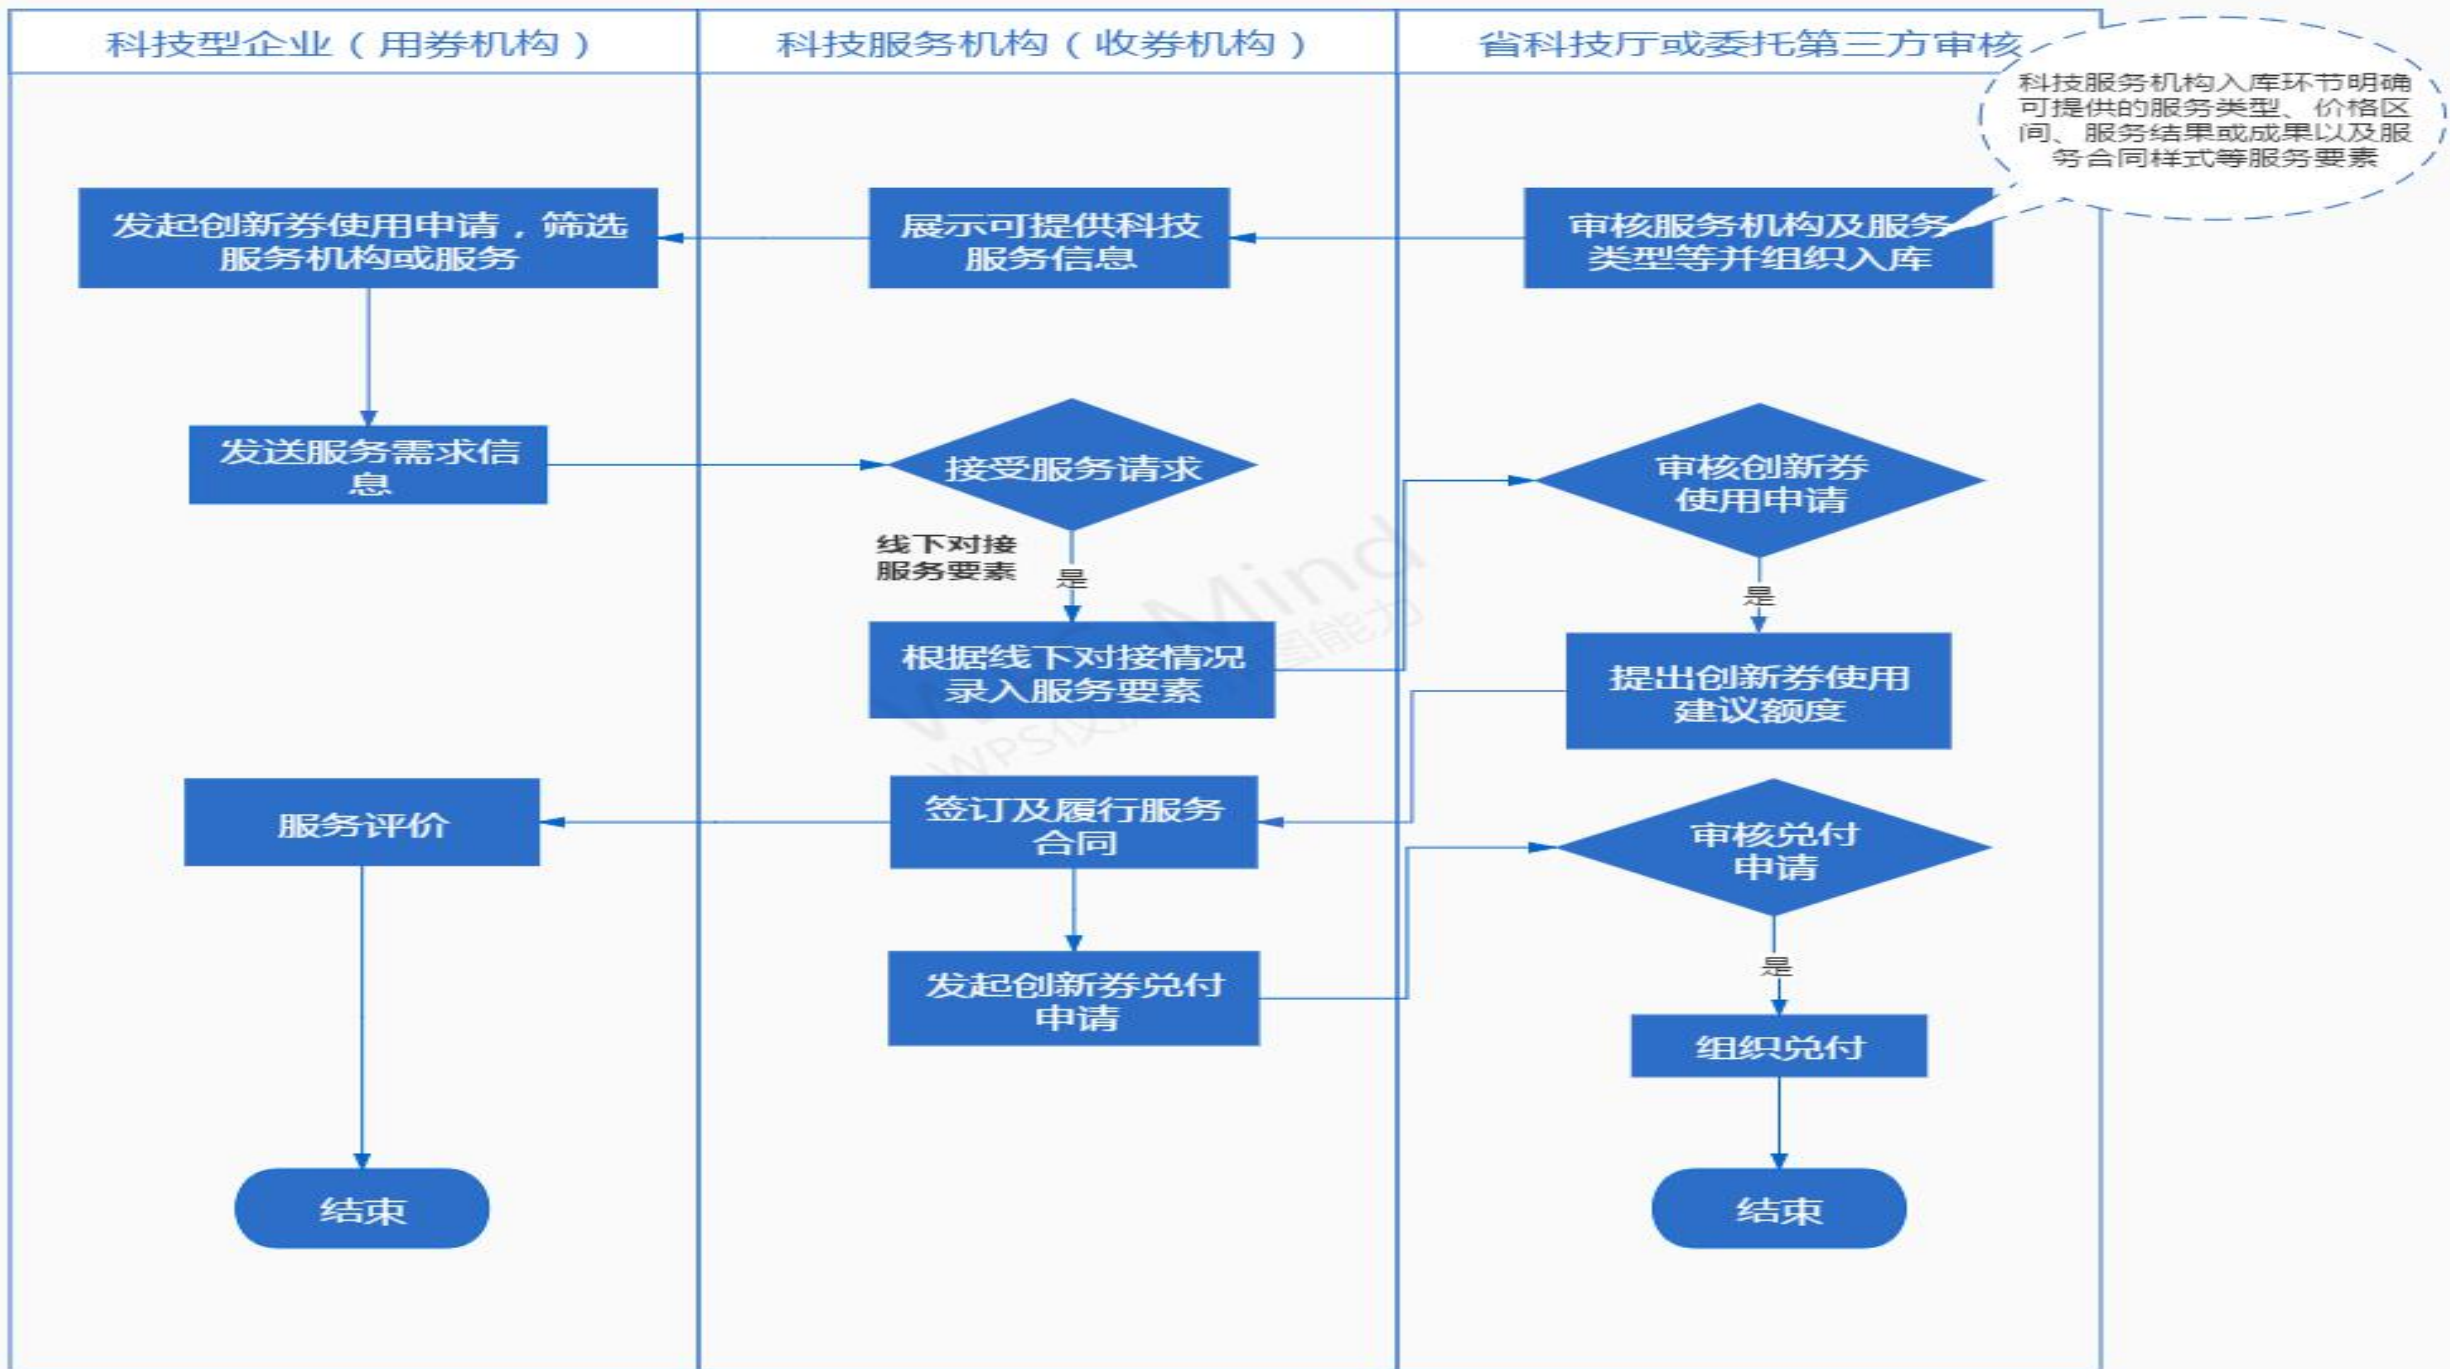 科技型企业（用券机构）
科技服务机构（收券机构）
省科技厅或委托第三方审核
科技服务机构入库环节明确
可提供的服务类型、价格区
间、服务结果或成果以及服
务合同样式等服务要素
发起创新券使用申请，筛选
服务机构或服务
展示可提供科技
服务信息
审核服务机构及服务
类型等并组织入库
发送服务需求信
息
接受服务请求
审核创新券
使用申请
线下对接
服务要素
是
是
根据线下对接情况
录入服务要素
提出创新券使用
建议额度
服务评价
签订及履行服务
合同
审核兑付
申请
发起创新券兑付
申请
是
组织兑付
结束
结束